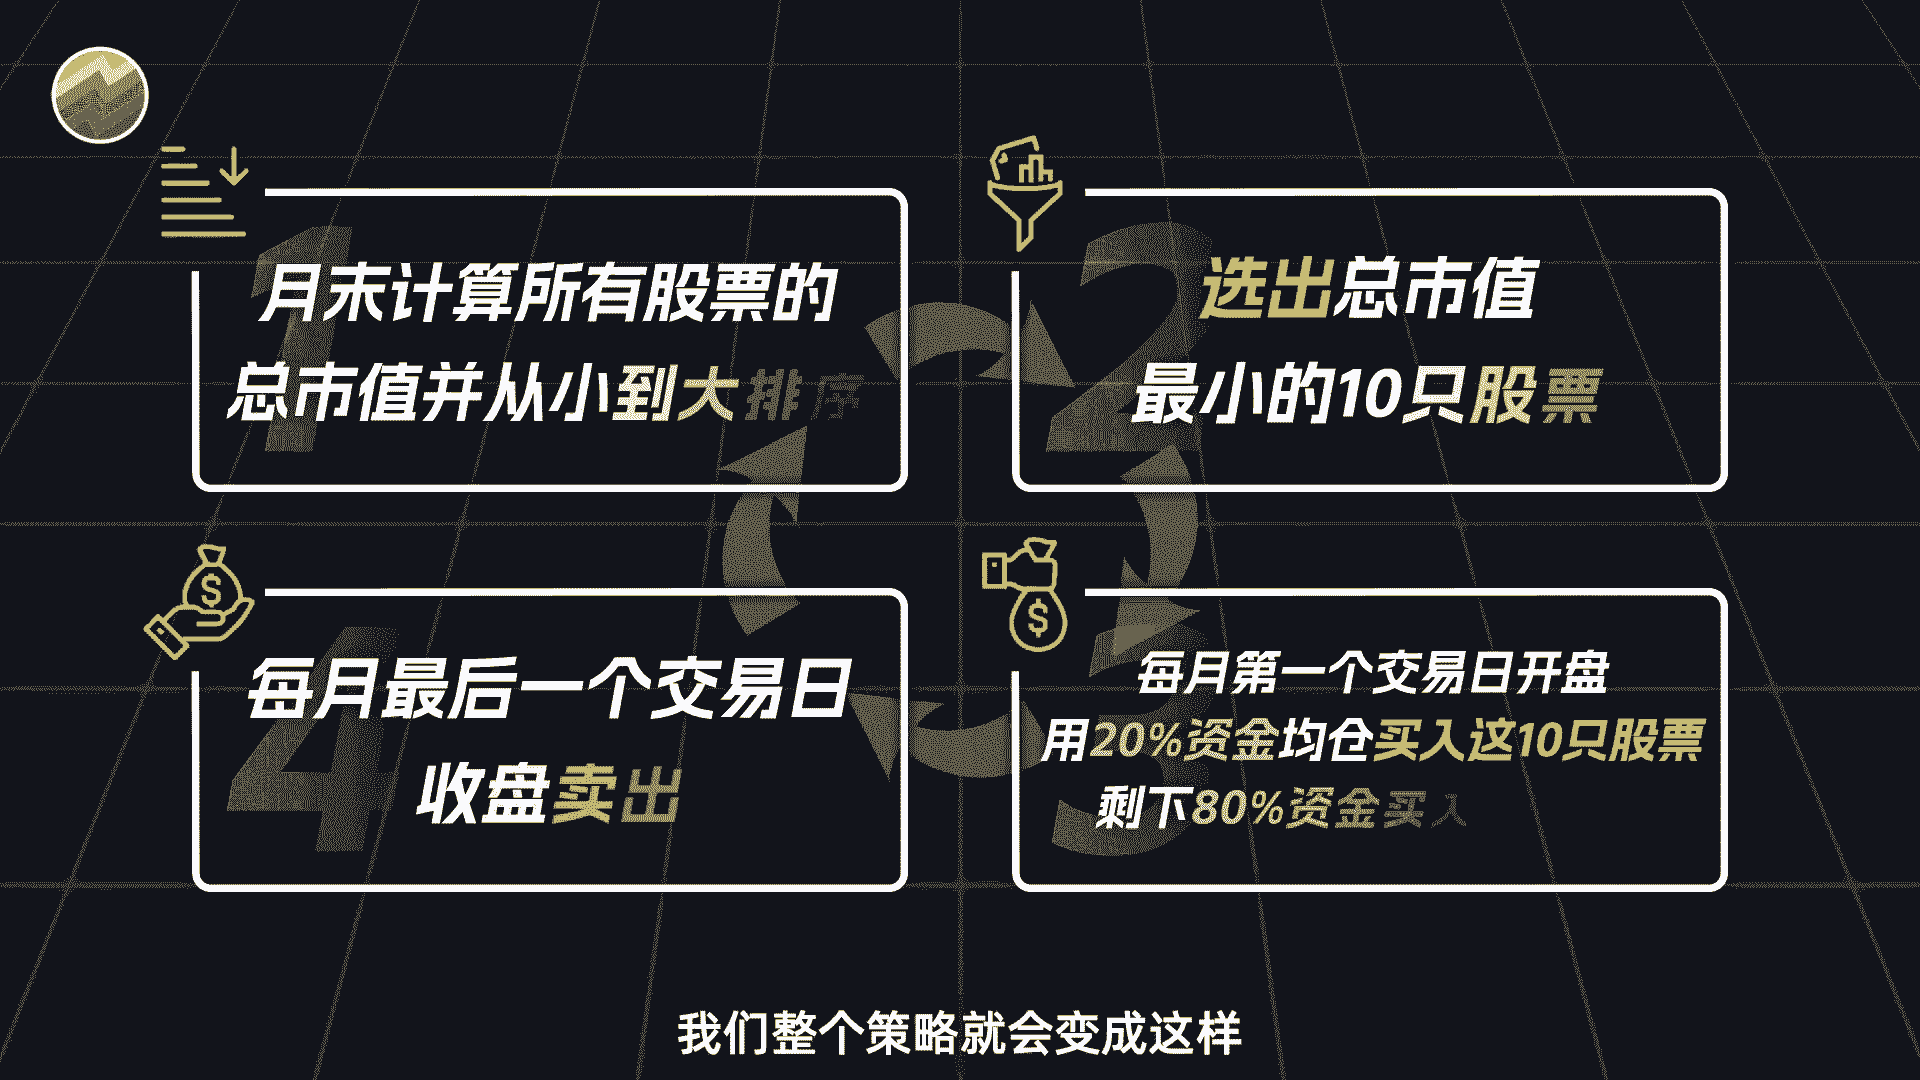 1
月末计算所有股票的
总市值并从小到大排序
2
选出总市值
最小的10只股票
3
每月第一个交易日开盘
用20%资金均仓买入这10只股票
剩下80%资金买入
4
每月最后一个交易日
收盘卖出
我们整个策略就会变成这样